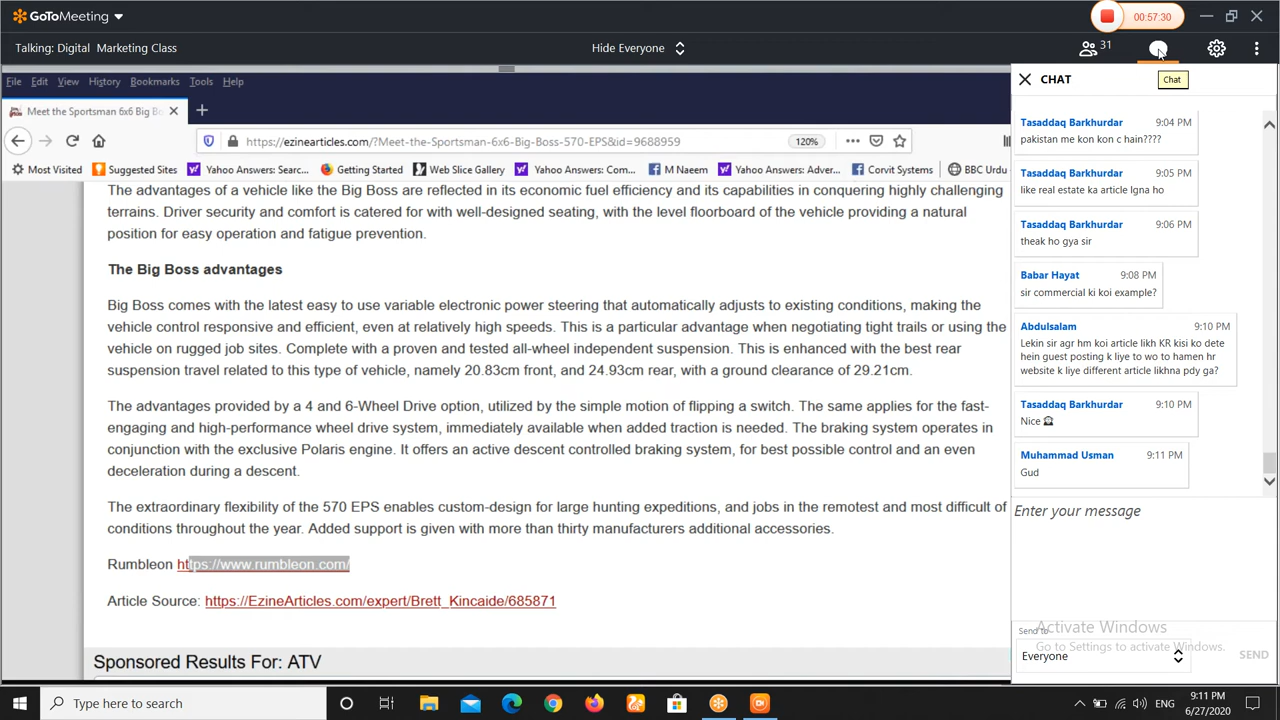 GoToMeeting
00:57:30
Talking: Digital Marketing Class
Hide Everyone
31
File Edit View History Bookmarks Tools Help
CHAT
Chat
Meet the Sportsman 6x6 Big Bo
https://ezinearticles.com/?Meet-the-Sportsman-6x6-Big-Boss-570-EPS&id=9688959
120%
Most Visited Suggested Sites Yahoo Answers: Searc... Getting Started Web Slice Gallery Yahoo Answers: Com... M Naeem Yahoo Answers: Adver... Corvit Systems BBC Urdu
The advantages of a vehicle like the Big Boss are reflected in its economic fuel efficiency and its capabilities in conquering highly challenging
terrains. Driver security and comfort is catered for with well-designed seating, with the level floorboard of the vehicle providing a natural
position for easy operation and fatigue prevention.
The Big Boss advantages
Big Boss comes with the latest easy to use variable electronic power steering that automatically adjusts to existing conditions, making the
vehicle control responsive and efficient, even at relatively high speeds. This is a particular advantage when negotiating tight trails or using the
vehicle on rugged job sites. Complete with a proven and tested all-wheel independent suspension. This is enhanced with the best rear
suspension travel related to this type of vehicle, namely 20.83cm front, and 24.93cm rear, with a ground clearance of 29.21cm.
The advantages provided by a 4 and 6-Wheel Drive option, utilized by the simple motion of flipping a switch. The same applies for the fast-
engaging and high-performance wheel drive system, immediately available when added traction is needed. The braking system operates in
conjunction with the exclusive Polaris engine. It offers an active descent controlled braking system, for best possible control and an even
deceleration during a descent.
The extraordinary flexibility of the 570 EPS enables custom-design for large hunting expeditions, and jobs in the remotest and most difficult of
conditions throughout the year. Added support is given with more than thirty manufacturers additional accessories.
Rumbleon https://www.rumbleon.com/
Article Source: https://EzineArticles.com/expert/Brett_Kincaide/685871
Sponsored Results For: ATV
Tasaddaq Barkhurdar 9:04 PM
pakistan me kon kon c hain????
Tasaddaq Barkhurdar 9:05 PM
like real estate ka article lgna ho
Tasaddaq Barkhurdar 9:06 PM
theak ho gya sir
Babar Hayat 9:08 PM
sir commercial ki koi example?
Abdulsalam 9:10 PM
Lekin sir agr hm koi article likh KR kisi ko dete
hein guest posting k liye to wo to hamen hr
website k liye different article likhna pdy ga?
Tasaddaq Barkhurdar 9:10 PM
Nice
Muhammad Usman 9:11 PM
Gud
Enter your message
Activate Windows
Go to Settings to activate Windows.
Send to
Everyone
SEND
Type here to search
ENG
9:11 PM
6/27/2020